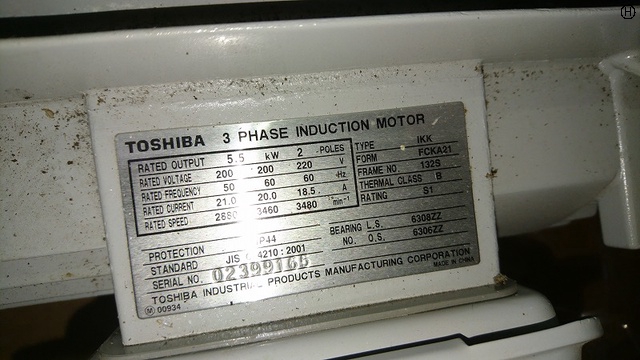 TOSHIBA 3 PHASE INDUCTION MOTOR
RATED OUTPUT 5.5 kW 2 POLES
RATED VOLTAGE 200 200 220 V
RATED FREQUENCY 50 60 60 Hz
RATED CURRENT 21.0 20.0 18.5 A
RATED SPEED 3460 3480 min⁻¹
TYPE IKK
FORM FCKA21
FRAME NO. 132S
THERMAL CLASS B
RATING S1
PROTECTION IP44
STANDARD JIS C 4210 : 2001
SERIAL NO. 02399166
BEARING L.S. 6308ZZ
NO. O.S. 6306ZZ
TOSHIBA INDUSTRIAL PRODUCTS MANUFACTURING CORPORATION
M 00934
MADE IN CHINA
H